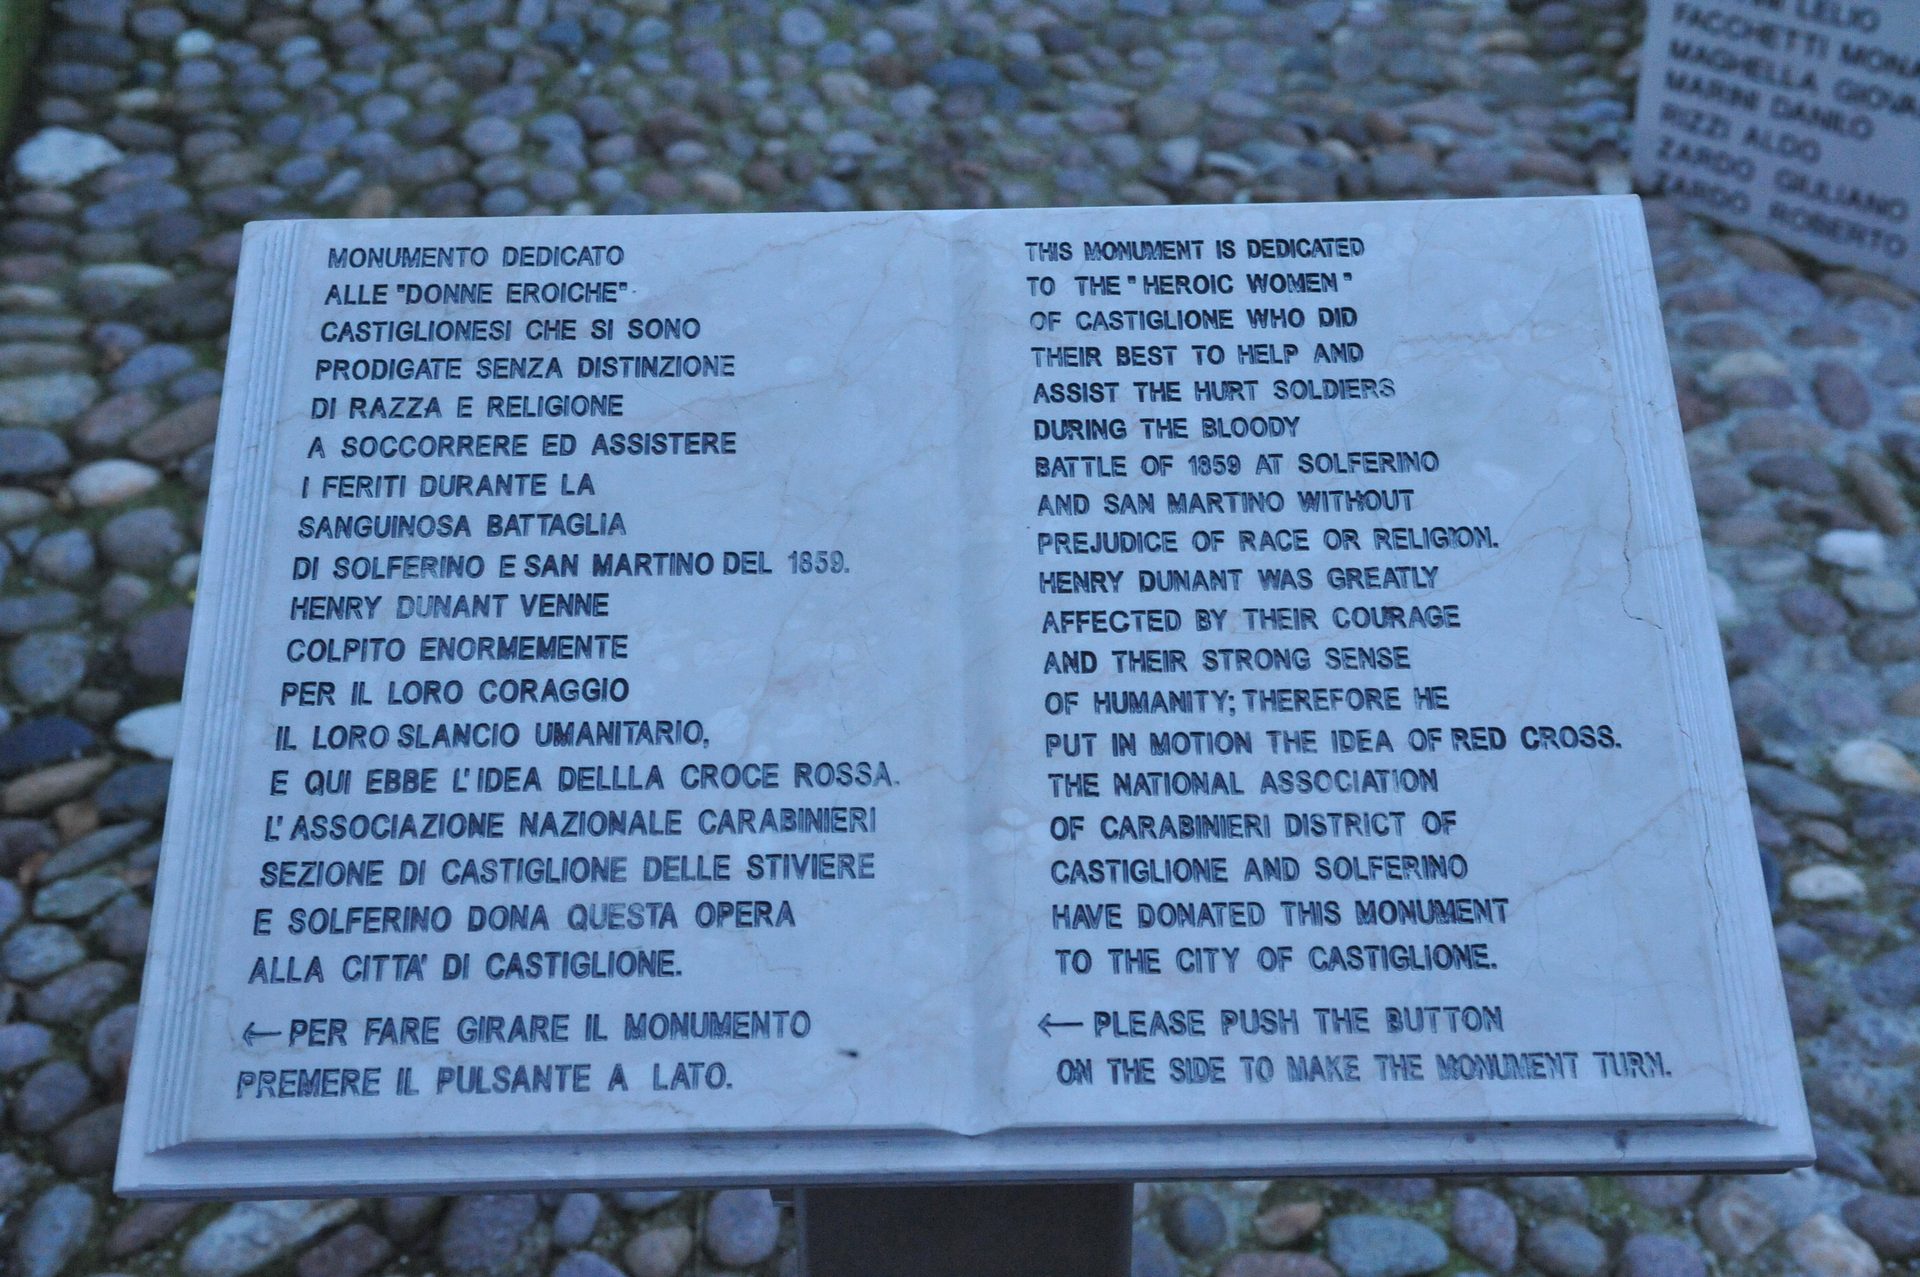 MONUMENTO DEDICATO
ALLE "DONNE EROICHE"
CASTIGLIONESI CHE SI SONO
PRODIGATE SENZA DISTINZIONE
DI RAZZA E RELIGIONE
A SOCCORRERE ED ASSISTERE
I FERITI DURANTE LA
SANGUINOSA BATTAGLIA
DI SOLFERINO E SAN MARTINO DEL 1859.
HENRY DUNANT VENNE
COLPITO ENORMEMENTE
PER IL LORO CORAGGIO
IL LORO SLANCIO UMANITARIO,
E QUI EBBE L'IDEA DELLLA CROCE ROSSA.
L'ASSOCIAZIONE NAZIONALE CARABINIERI
SEZIONE DI CASTIGLIONE DELLE STIVIERE
E SOLFERINO DONA QUESTA OPERA
ALLA CITTA' DI CASTIGLIONE.
← PER FARE GIRARE IL MONUMENTO
PREMERE IL PULSANTE A LATO.
THIS MONUMENT IS DEDICATED
TO THE "HEROIC WOMEN"
OF CASTIGLIONE WHO DID
THEIR BEST TO HELP AND
ASSIST THE HURT SOLDIERS
DURING THE BLOODY
BATTLE OF 1859 AT SOLFERINO
AND SAN MARTINO WITHOUT
PREJUDICE OF RACE OR RELIGION.
HENRY DUNANT WAS GREATLY
AFFECTED BY THEIR COURAGE
AND THEIR STRONG SENSE
OF HUMANITY; THEREFORE HE
PUT IN MOTION THE IDEA OF RED CROSS.
THE NATIONAL ASSOCIATION
OF CARABINIERI DISTRICT OF
CASTIGLIONE AND SOLFERINO
HAVE DONATED THIS MONUMENT
TO THE CITY OF CASTIGLIONE.
← PLEASE PUSH THE BUTTON
ON THE SIDE TO MAKE THE MONUMENT TURN.
LELIO
FACCHETTI
MAGHELLA
MARINI DANILO
RIZZI ALDO
ZARDO GIULIANO
ZARDO ROBERTO